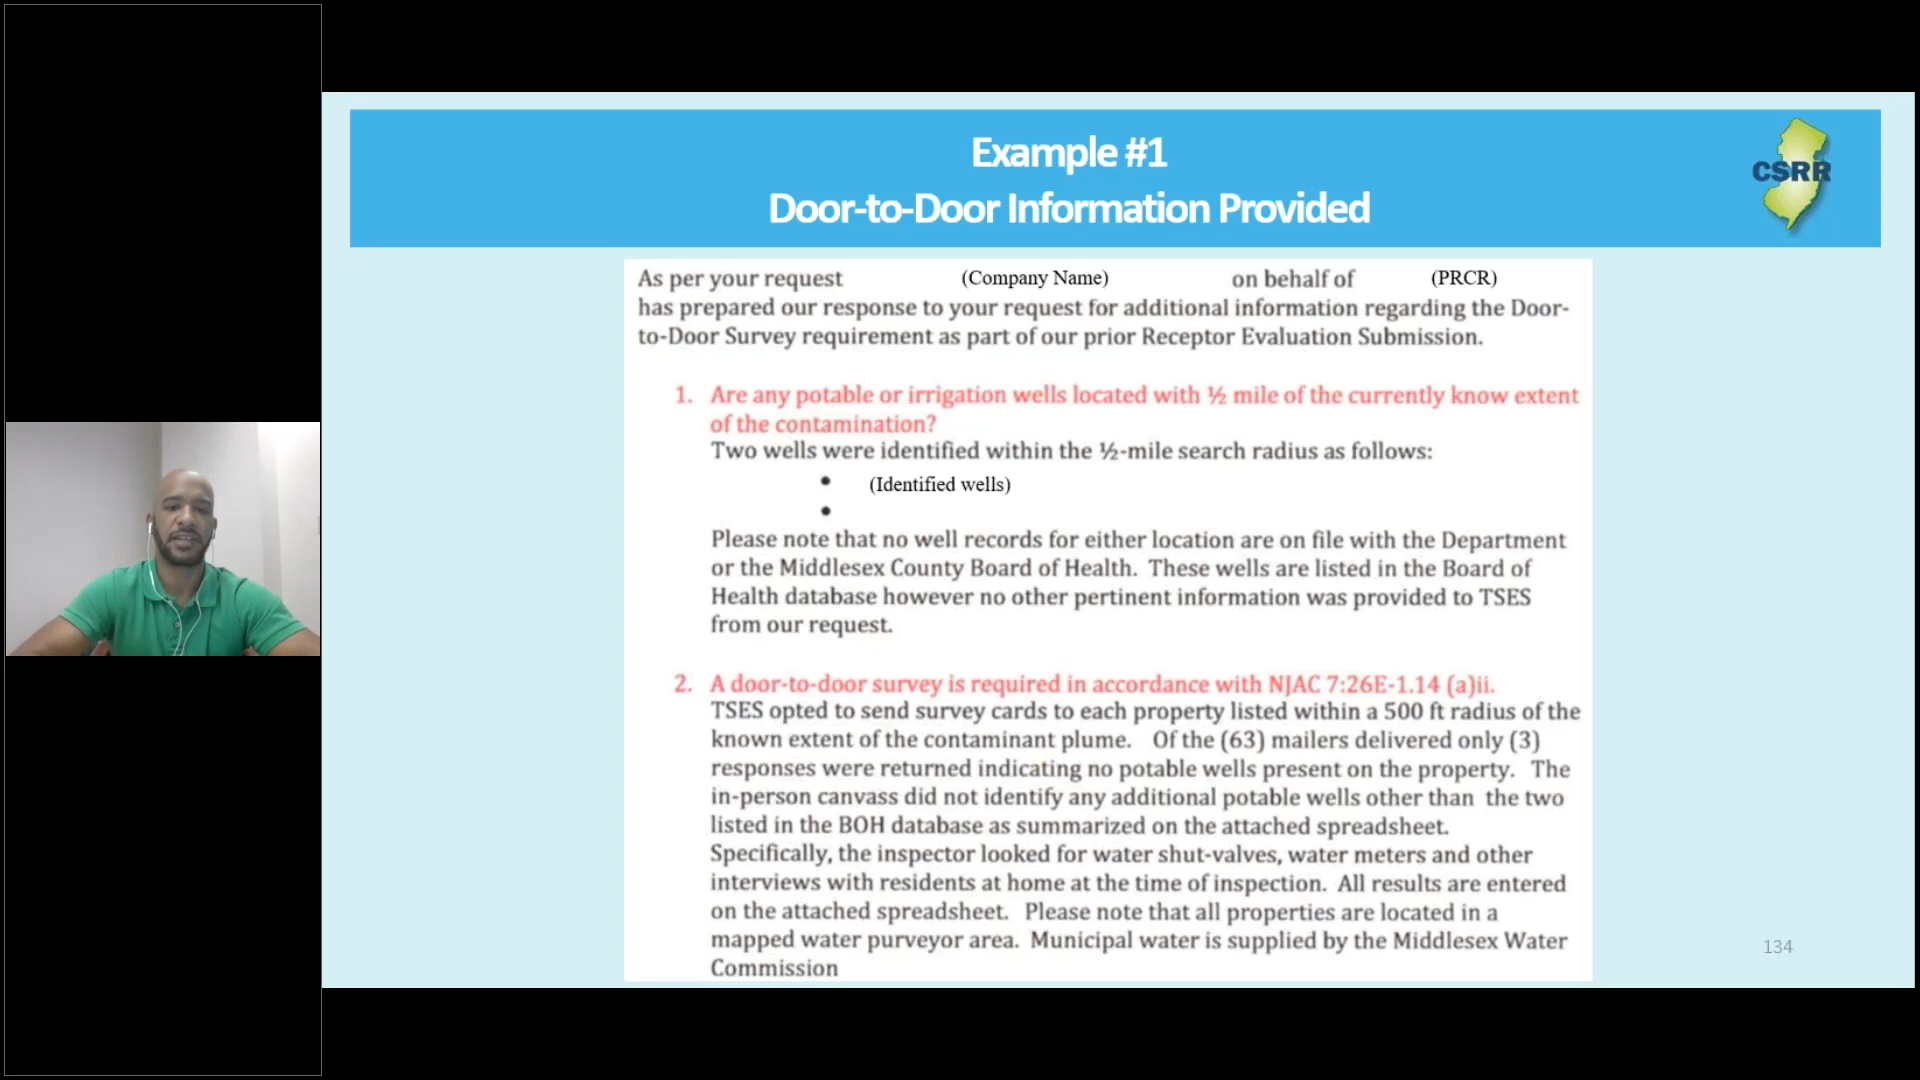 Example #1
Door-to-Door Information Provided
CSRR
As per your request (Company Name) on behalf of (PRCR)
has prepared our response to your request for additional information regarding the Door-
to-Door Survey requirement as part of our prior Receptor Evaluation Submission.
1. Are any potable or irrigation wells located with ½ mile of the currently know extent
of the contamination?
Two wells were identified within the ½-mile search radius as follows:
• (Identified wells)
•
Please note that no well records for either location are on file with the Department
or the Middlesex County Board of Health. These wells are listed in the Board of
Health database however no other pertinent information was provided to TSES
from our request.
2. A door-to-door survey is required in accordance with NJAC 7:26E-1.14 (a)ii.
TSES opted to send survey cards to each property listed within a 500 ft radius of the
known extent of the contaminant plume. Of the (63) mailers delivered only (3)
responses were returned indicating no potable wells present on the property. The
in-person canvass did not identify any additional potable wells other than the two
listed in the BOH database as summarized on the attached spreadsheet.
Specifically, the inspector looked for water shut-valves, water meters and other
interviews with residents at home at the time of inspection. All results are entered
on the attached spreadsheet. Please note that all properties are located in a
mapped water purveyor area. Municipal water is supplied by the Middlesex Water
Commission
134